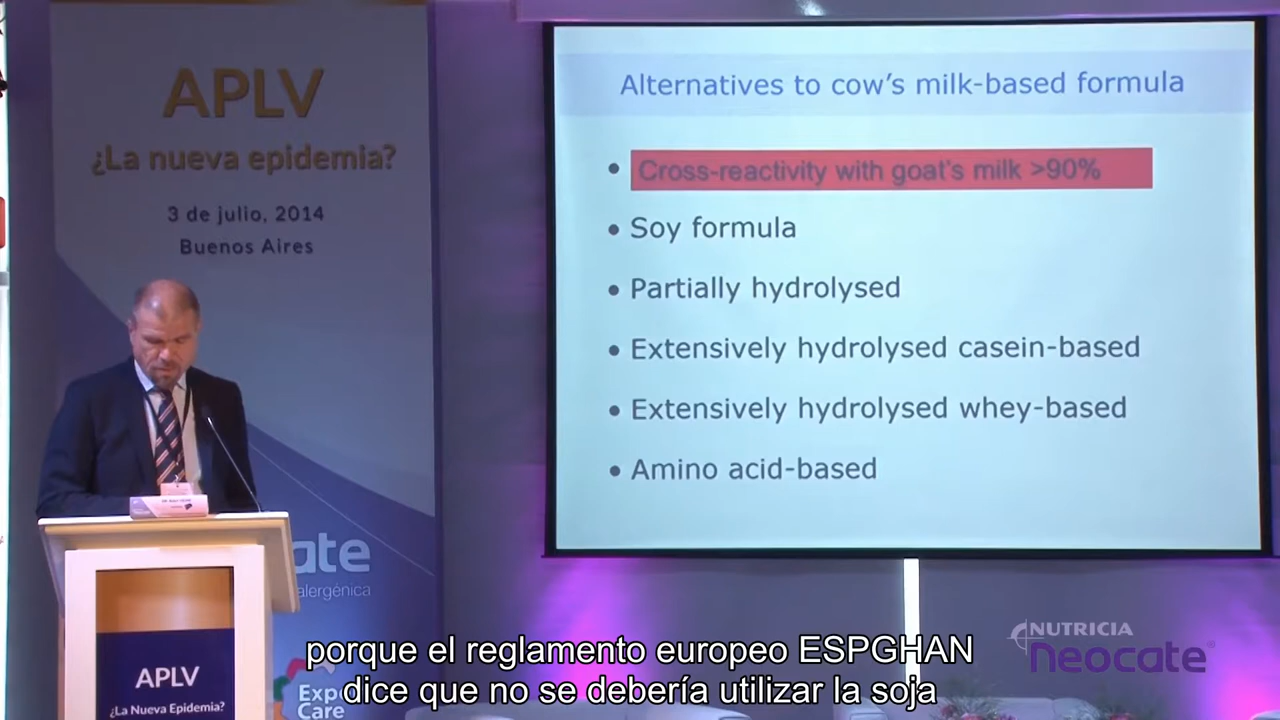 APLV
¿La nueva epidemia?
3 de julio, 2014
Buenos Aires
Alternatives to cow's milk-based formula
• Cross-reactivity with goat's milk >90%
• Soy formula
• Partially hydrolysed
• Extensively hydrolysed casein-based
• Extensively hydrolysed whey-based
• Amino acid-based
cate
alergénica
APLV
¿La Nueva Epidemia?
Expo
Care
NUTRICIA
neocate
porque el reglamento europeo ESPGHAN
dice que no se debería utilizar la soja